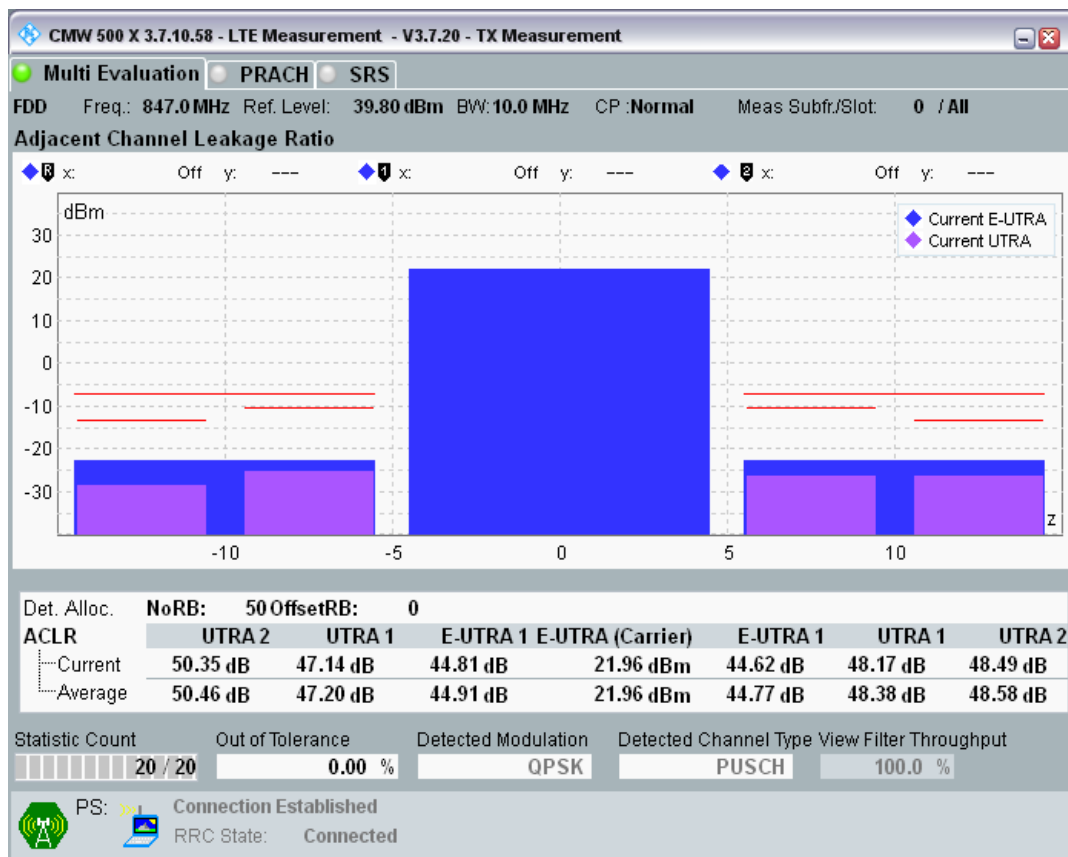 CMW 500 X 3.7.10.58 - LTE Measurement - V3.7.20 - TX Measurement
Multi Evaluation PRACH SRS
FDD Freq.: 847.0 MHz Ref. Level: 39.80 dBm BW: 10.0 MHz CP :Normal Meas Subfr./Slot: 0 / All
Adjacent Channel Leakage Ratio
R x: Off y: --- 1 x: Off y: --- 2 x: Off y: ---
dBm
Current E-UTRA
Current UTRA
30
20
10
0
-10
-20
-30
z
-10 -5 0 5 10
Det. Alloc. NoRB: 50 OffsetRB: 0
ACLR UTRA 2 UTRA 1 E-UTRA 1 E-UTRA (Carrier) E-UTRA 1 UTRA 1 UTRA 2
Current 50.35 dB 47.14 dB 44.81 dB 21.96 dBm 44.62 dB 48.17 dB 48.49 dB
Average 50.46 dB 47.20 dB 44.91 dB 21.96 dBm 44.77 dB 48.38 dB 48.58 dB
Statistic Count Out of Tolerance Detected Modulation Detected Channel Type View Filter Throughput
20 / 20 0.00 % QPSK PUSCH 100.0 %
PS: Connection Established
RRC State: Connected